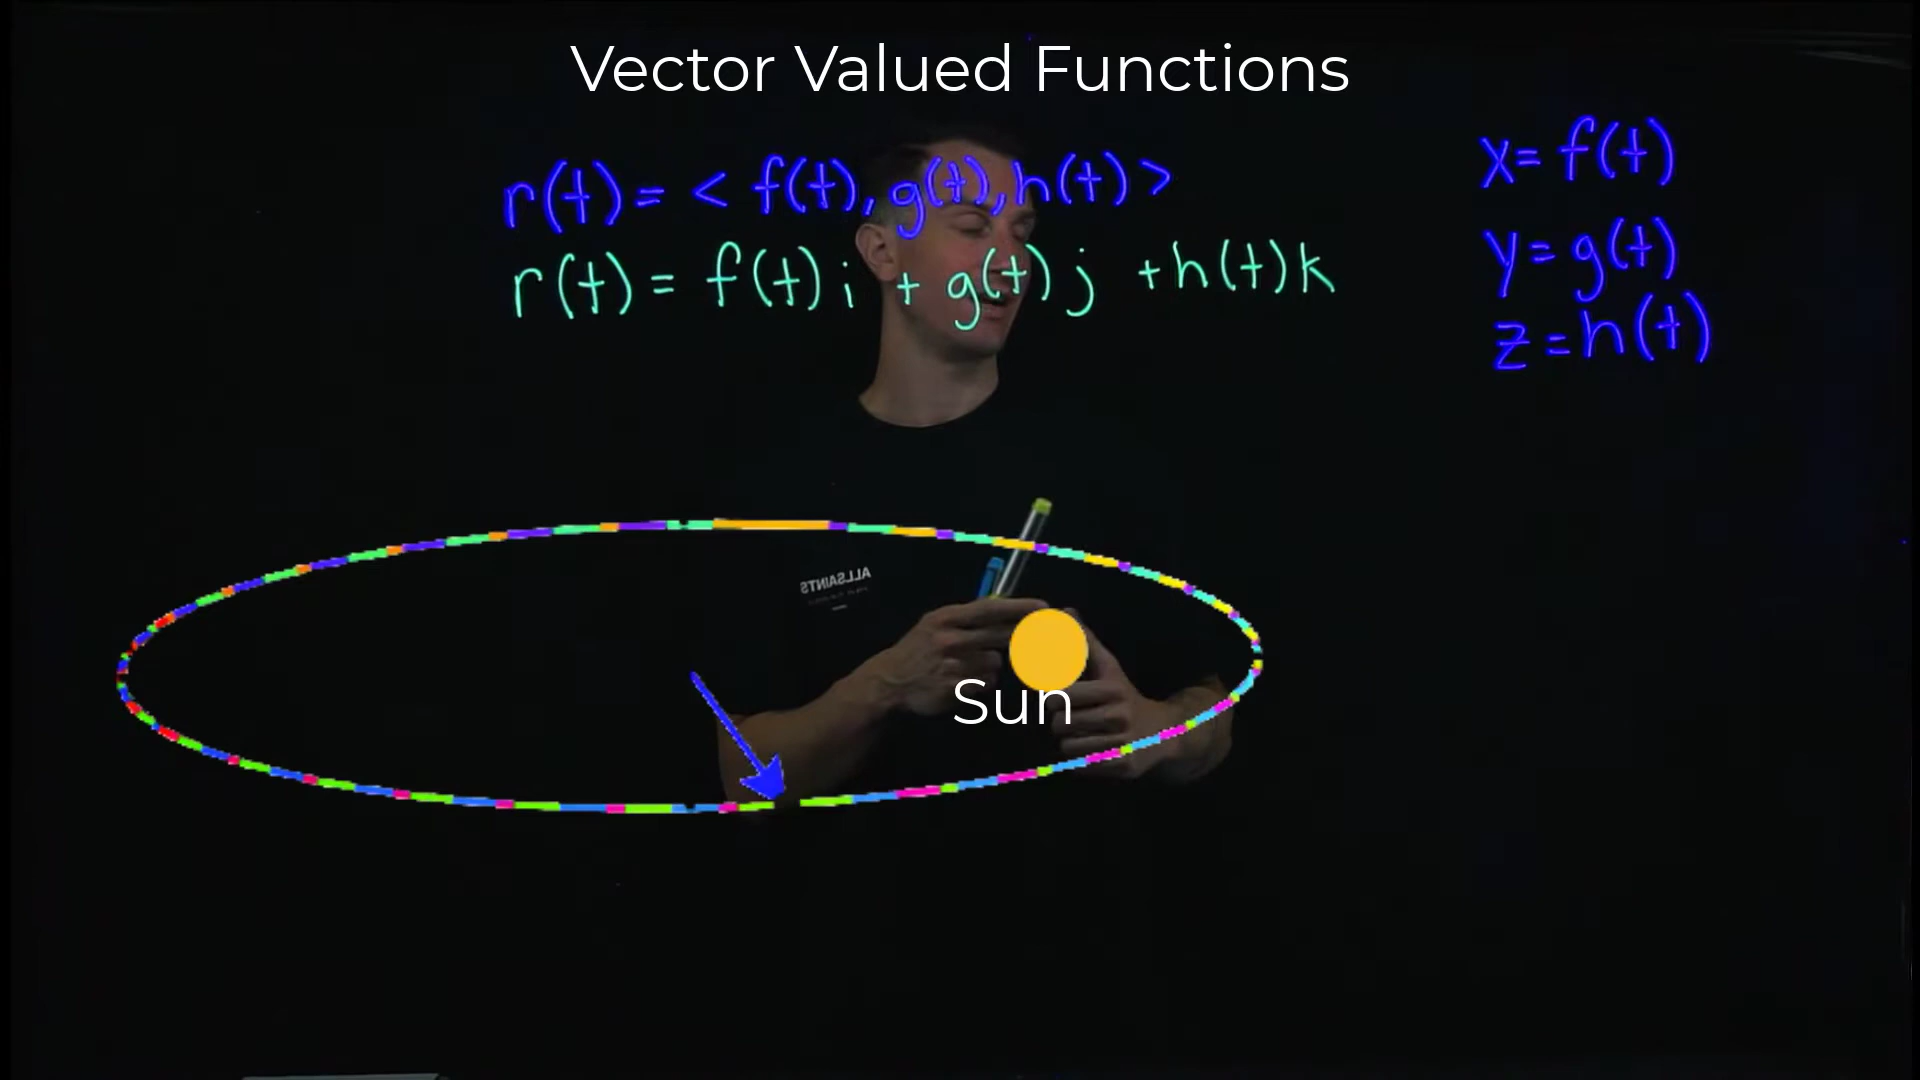 Vector Valued Functions
r(t) = < f(t), g(t), h(t) >
r(t) = f(t) i + g(t) j + h(t) k
x = f(t)
y = g(t)
z = h(t)
ALLSAINTS
Sun